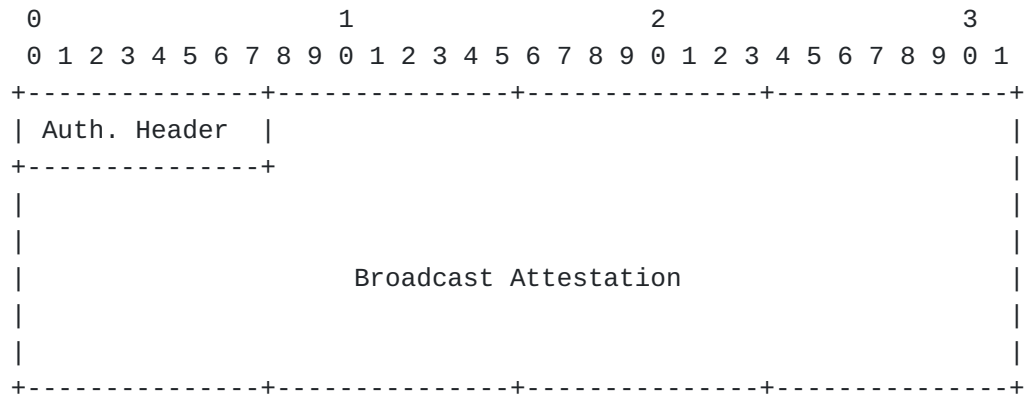 0                   1                   2                   3
 0 1 2 3 4 5 6 7 8 9 0 1 2 3 4 5 6 7 8 9 0 1 2 3 4 5 6 7 8 9 0 1
+---------------+---------------+---------------+---------------+
| Auth. Header  |                                               |
+---------------+                                               |
|                                                               |
|                                                               |
|                     Broadcast Attestation                     |
|                                                               |
|                                                               |
+---------------+---------------+---------------+---------------+